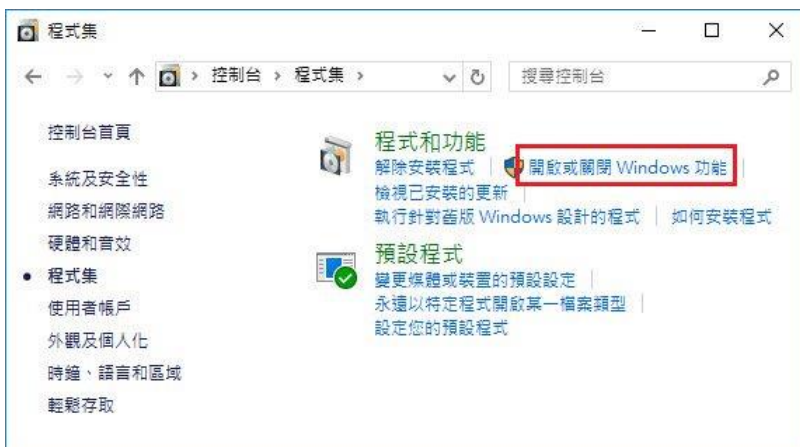 程式集
控制台 › 程式集 ›
搜尋控制台
控制台首頁
系統及安全性
網路和網際網路
硬體和音效
程式集
使用者帳戶
外觀及個人化
時鐘、語言和區域
輕鬆存取
程式和功能
解除安裝程式 | 開啟或關閉 Windows 功能 |
檢視已安裝的更新 |
執行針對舊版 Windows 設計的程式 | 如何安裝程式
預設程式
變更媒體或裝置的預設設定 |
永遠以特定程式開啟某一檔案類型 |
設定您的預設程式